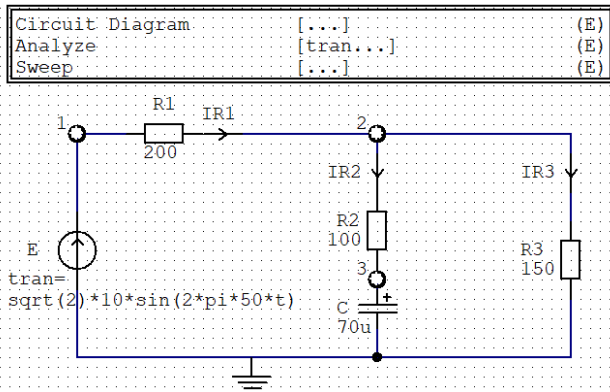 Circuit Diagram [...] (E)
Analyze [tran...] (E)
Sweep [...] (E)
R1
IR1
1
2
200
IR2
IR3
R2
100
E
R3
150
3
tran=
sqrt(2)*10*sin(2*pi*50*t)
+
C
70u